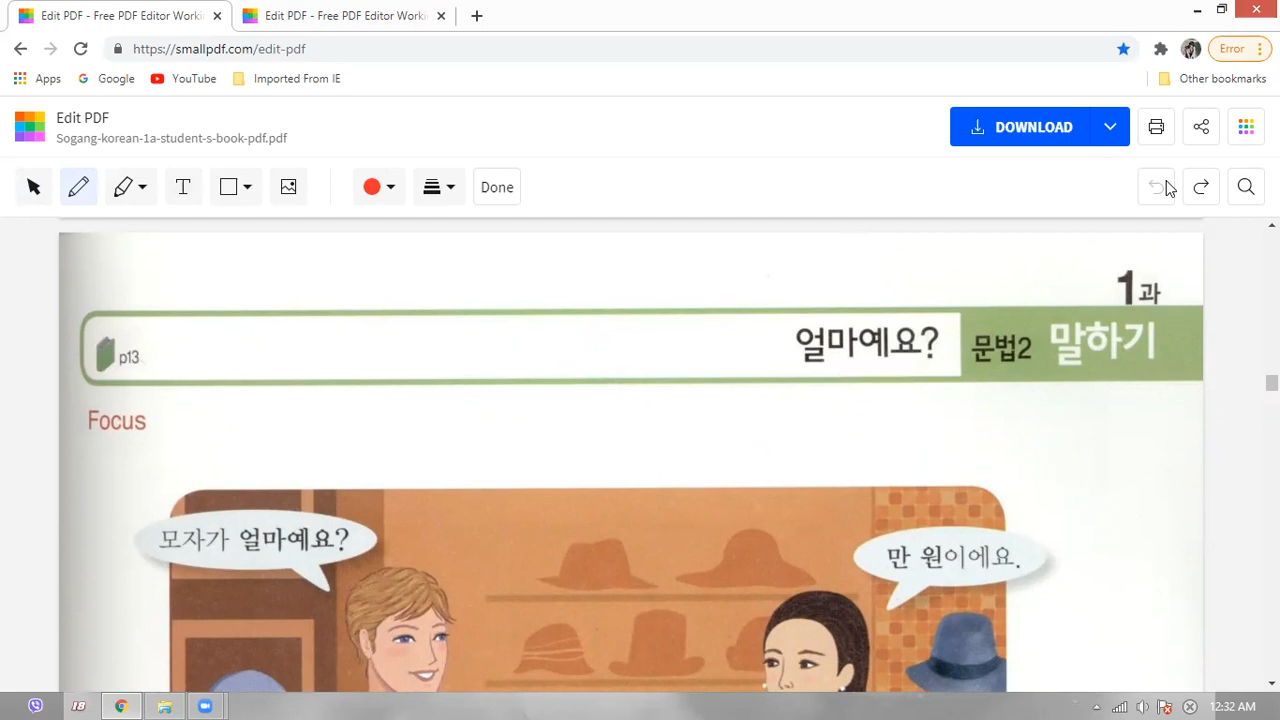 Edit PDF - Free PDF Editor Worki
Edit PDF - Free PDF Editor Worki
https://smallpdf.com/edit-pdf
Error
Apps
Google
YouTube
Imported From IE
Other bookmarks
Edit PDF
Sogang-korean-1a-student-s-book-pdf.pdf
DOWNLOAD
T
Done
1과
p13
얼마예요?
문법2
말하기
Focus
모자가 얼마예요?
만 원이에요.
18
12:32 AM